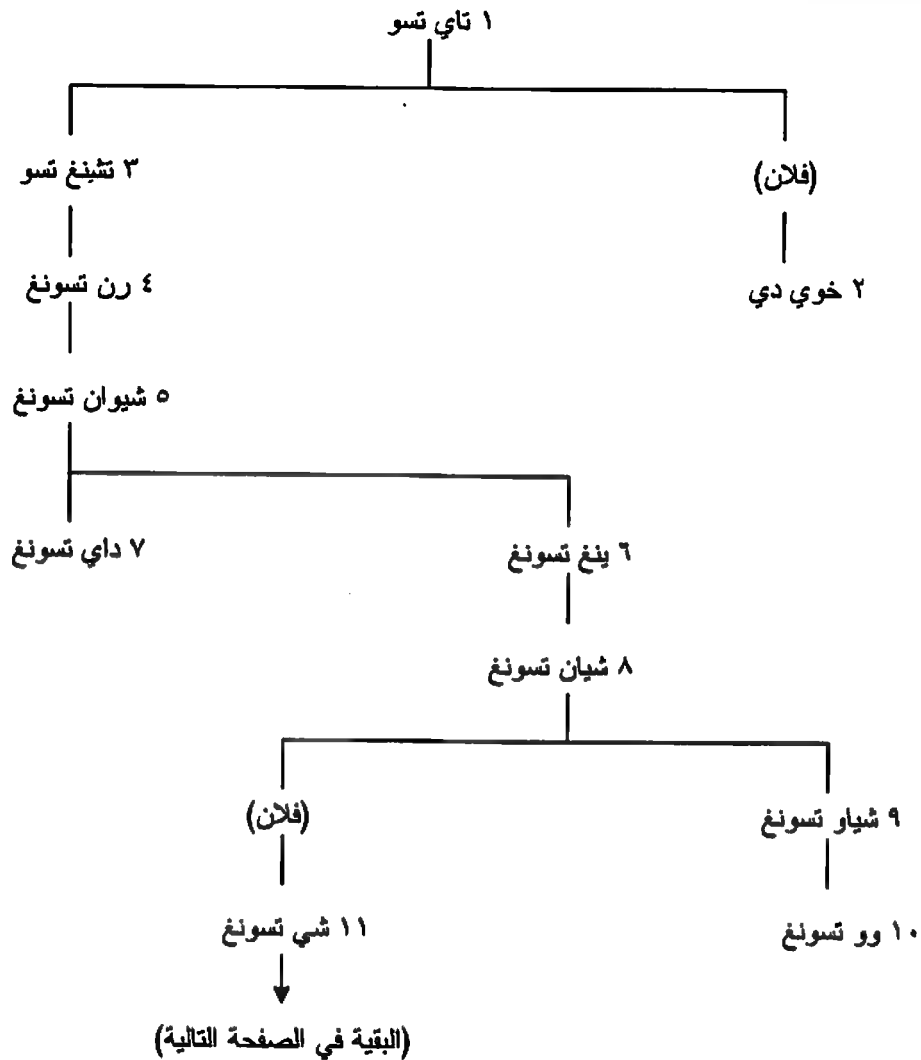 ١ تاي تسو
٣ تشينغ تسو
(فلان)
٤ رن تسونغ
٢ خوي دي
٥ شيوان تسونغ
٧ داي تسونغ
٦ ينغ تسونغ
٨ شيان تسونغ
(فلان)
٩ شياو تسونغ
١١ شي تسونغ
١٠ وو تسونغ
(البقية في الصفحة التالية)